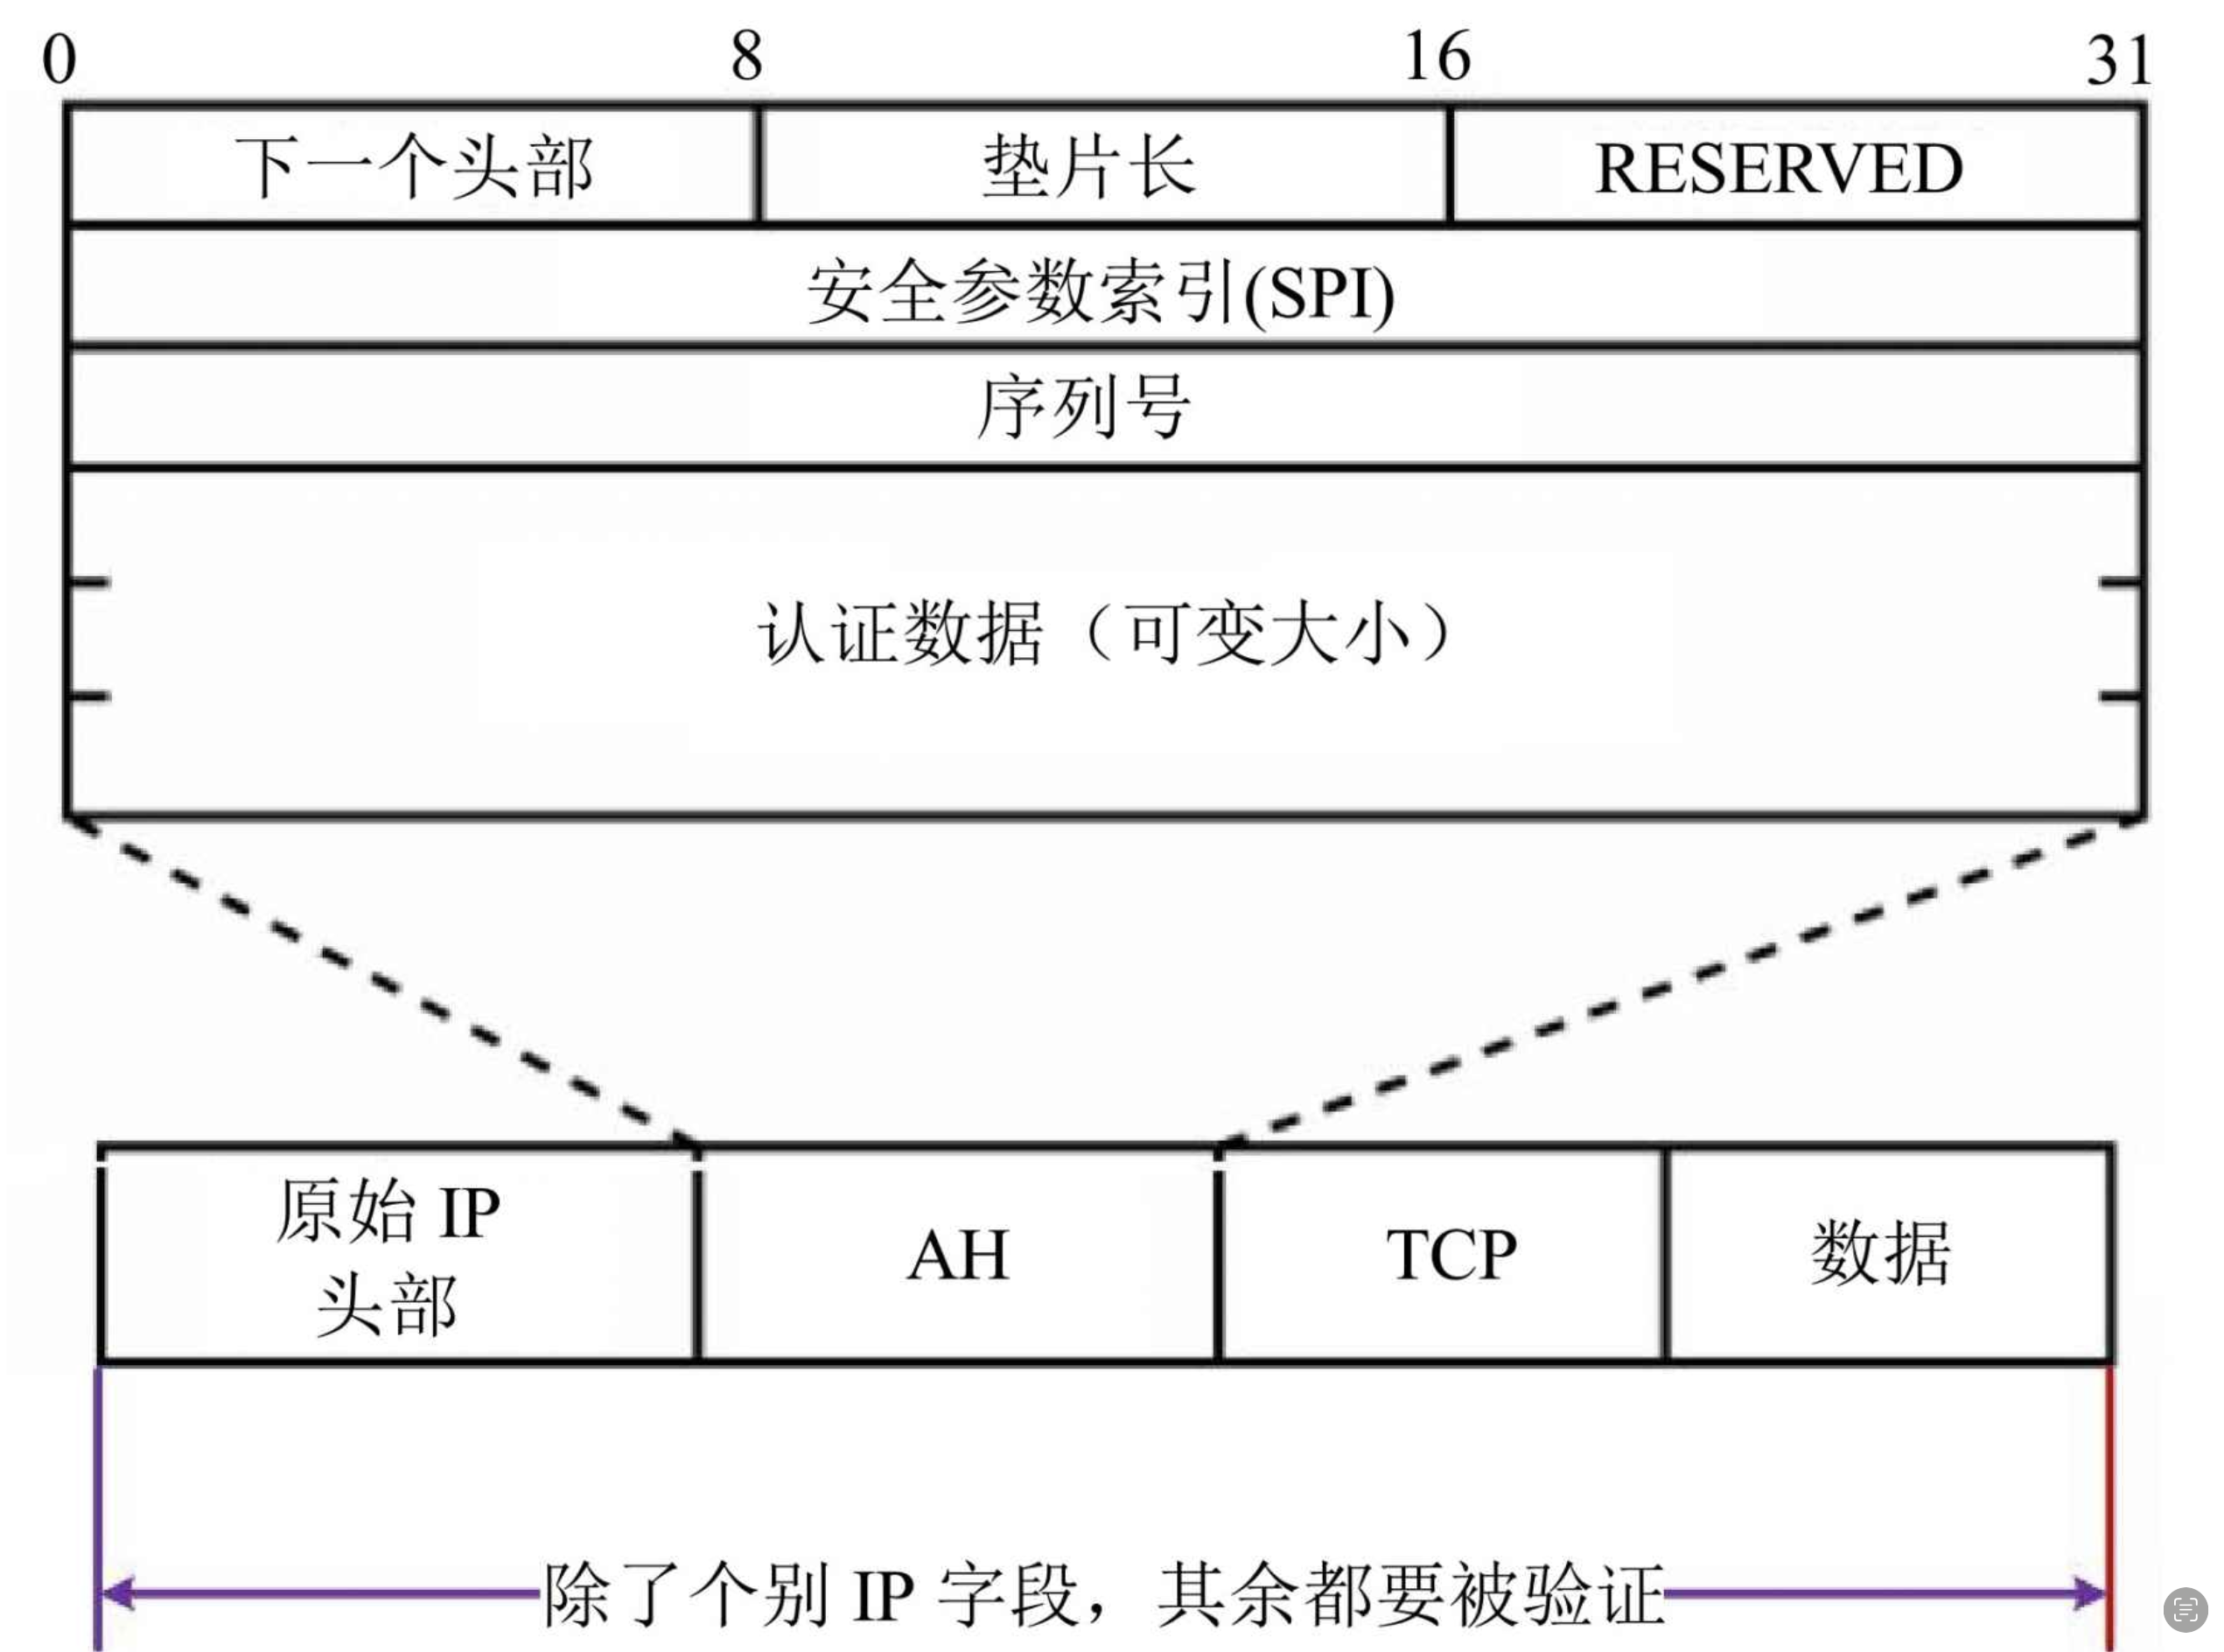 0 8 16 31
下一个头部 垫片长 RESERVED
安全参数索引(SPI)
序列号
认证数据（可变大小）
原始 IP
头部
AH TCP 数据
除了个别 IP 字段，其余都要被验证